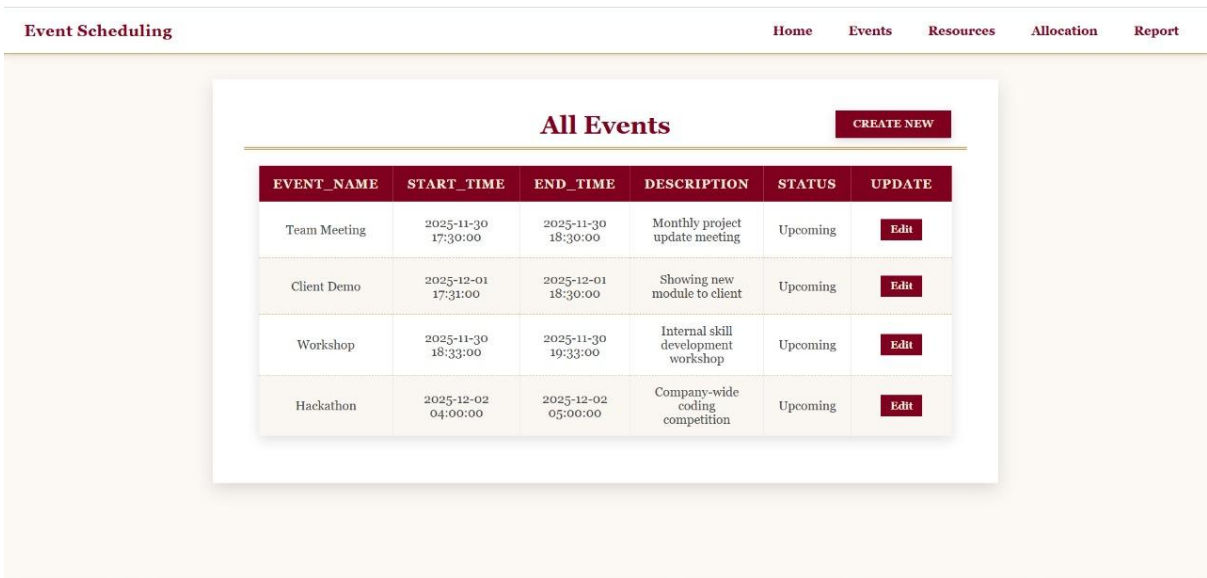 Event Scheduling Home Events Resources Allocation Report
All Events CREATE NEW
EVENT_NAME START_TIME END_TIME DESCRIPTION STATUS UPDATE
Team Meeting 2025-11-30 17:30:00 2025-11-30 18:30:00 Monthly project update meeting Upcoming Edit
Client Demo 2025-12-01 17:31:00 2025-12-01 18:30:00 Showing new module to client Upcoming Edit
Workshop 2025-11-30 18:33:00 2025-11-30 19:33:00 Internal skill development workshop Upcoming Edit
Hackathon 2025-12-02 04:00:00 2025-12-02 05:00:00 Company-wide coding competition Upcoming Edit